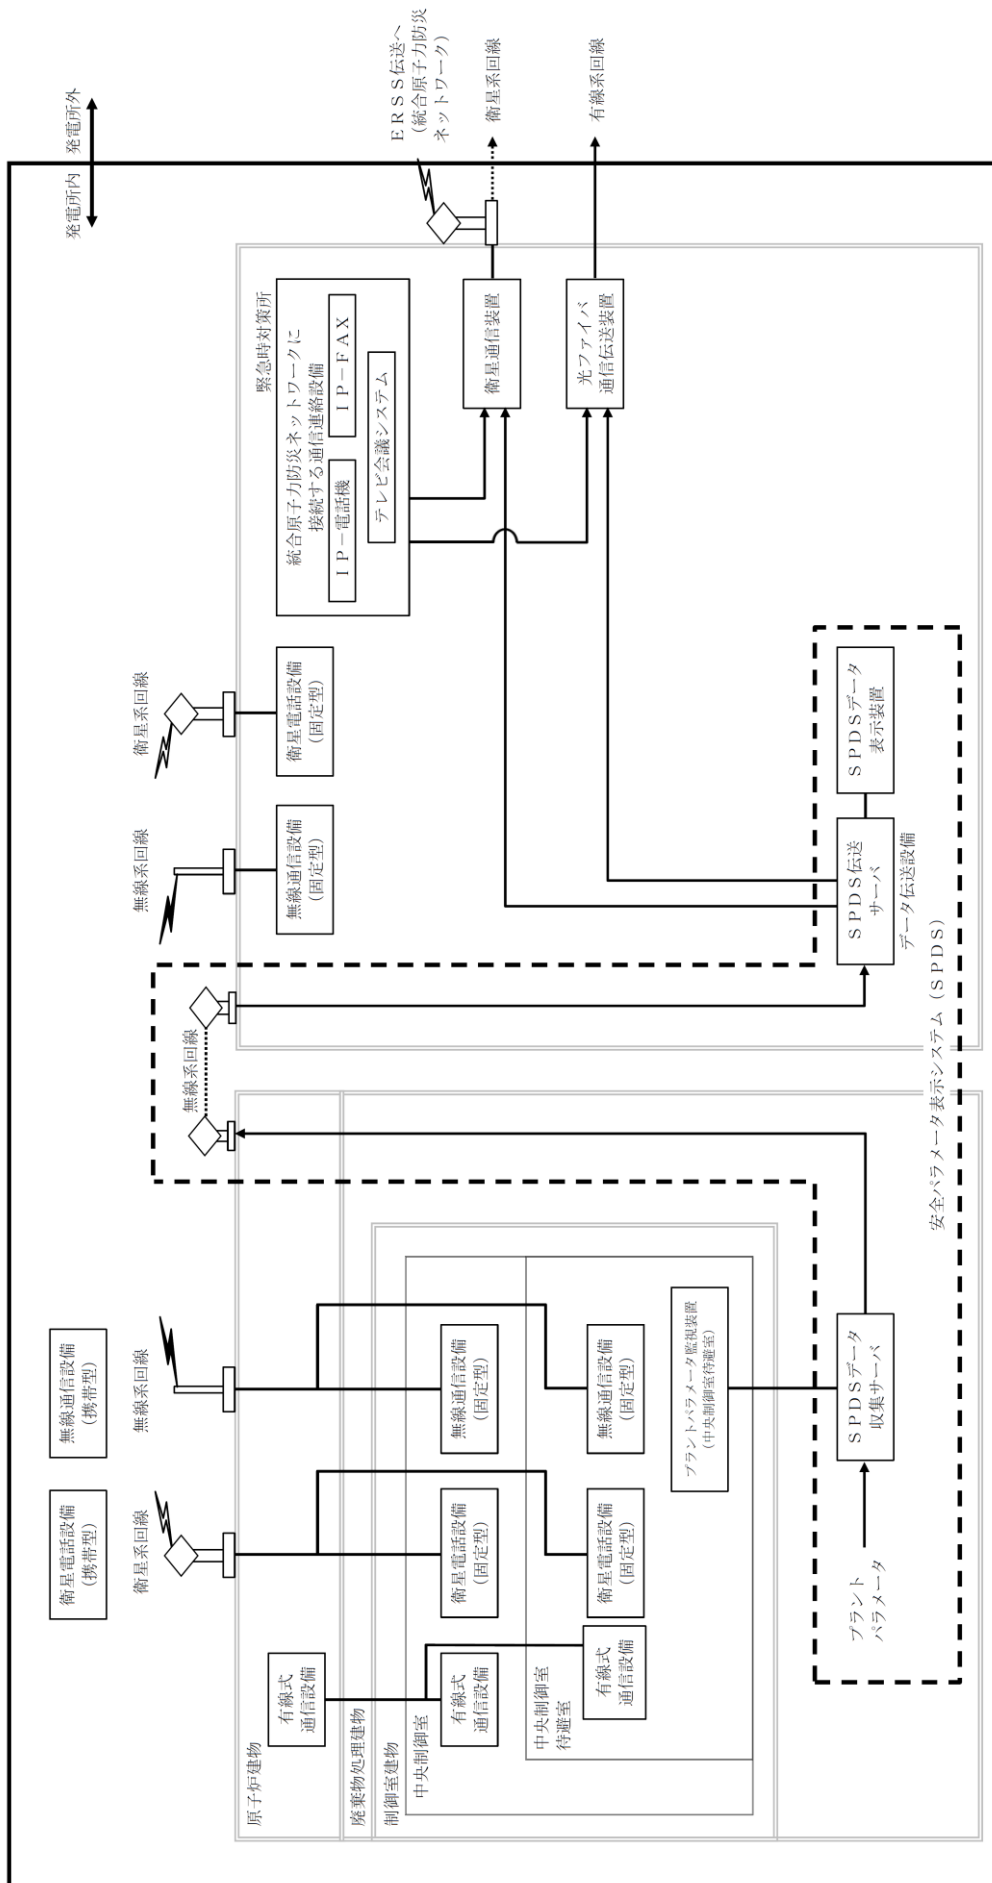 発電所内
発電所外
ＥＲＳＳ伝送へ
（統合原子力防災
ネットワーク）
衛星系回線
有線系回線
緊急時対策所
統合原子力防災ネットワークに
接続する通信連絡設備
ＩＰ－電話機
ＩＰ－FAX
テレビ会議システム
衛星通信装置
光ファイバ
通信伝送装置
衛星系回線
衛星電話設備
（固定型）
無線系回線
無線通信設備
（固定型）
無線系回線
ＳＰＤＳ伝送
サーバ
データ伝送設備
ＳＰＤＳデータ
表示装置
安全パラメータ表示システム（ＳＰＤＳ）
無線通信設備
（携帯型）
衛星電話設備
（携帯型）
無線系回線
衛星系回線
原子炉建物
廃棄物処理建物
制御室建物
中央制御室
中央制御室
待避室
有線式
通信設備
有線式
通信設備
有線式
通信設備
衛星電話設備
（固定型）
衛星電話設備
（固定型）
無線通信設備
（固定型）
無線通信設備
（固定型）
プラントパラメータ監視装置
（中央制御室待避室）
ＳＰＤＳデータ
収集サーバ
プラント
パラメータ